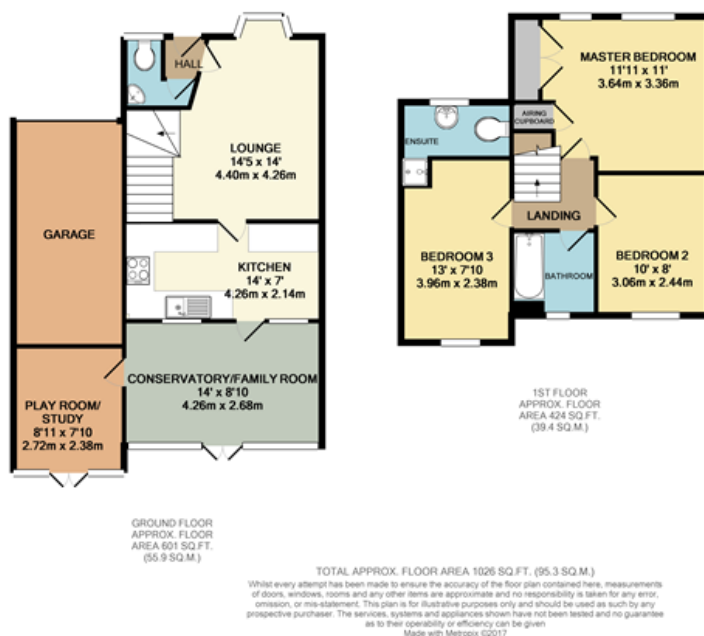 HALL
LOUNGE
14'5 x 14'
4.40m x 4.26m
GARAGE
KITCHEN
14' x 7'
4.26m x 2.14m
CONSERVATORY/FAMILY ROOM
14' x 8'10
4.26m x 2.68m
PLAY ROOM/
STUDY
8'11 x 7'10
2.72m x 2.38m
GROUND FLOOR
APPROX. FLOOR
AREA 601 SQ.FT.
(55.9 SQ.M.)
MASTER BEDROOM
11'11 x 11'
3.64m x 3.36m
AIRING
CUPBOARD
ENSUITE
LANDING
BEDROOM 3
13' x 7'10
3.96m x 2.38m
BATHROOM
BEDROOM 2
10' x 8'
3.06m x 2.44m
1ST FLOOR
APPROX. FLOOR
AREA 424 SQ.FT.
(39.4 SQ.M.)
TOTAL APPROX. FLOOR AREA 1026 SQ.FT. (95.3 SQ.M.)
Whilst every attempt has been made to ensure the accuracy of the floor plan contained here, measurements
of doors, windows, rooms and any other items are approximate and no responsibility is taken for any error,
omission, or mis-statement. This plan is for illustrative purposes only and should be used as such by any
prospective purchaser. The services, systems and appliances shown have not been tested and no guarantee
as to their operability or efficiency can be given
Made with Metropix ©2017